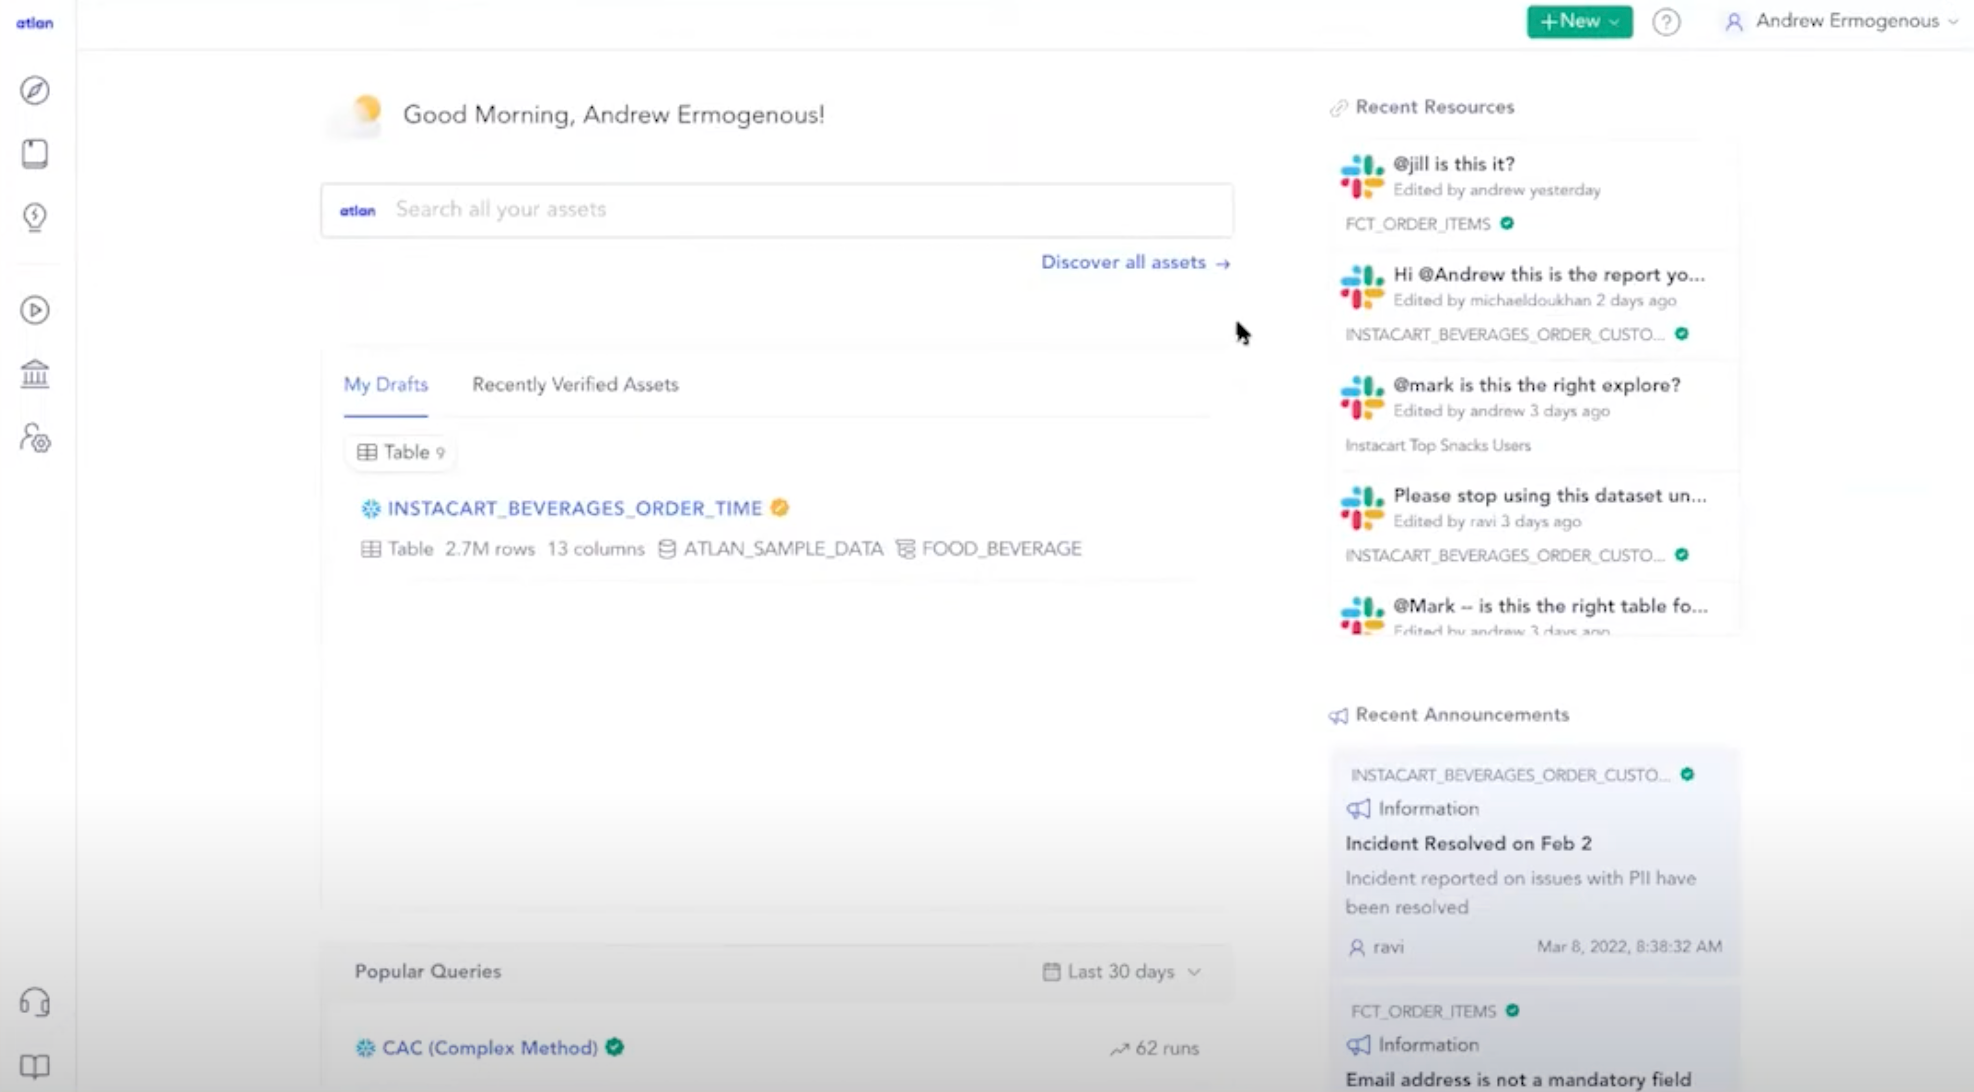 atlan
New
Andrew Ermogenous
Good Morning, Andrew Ermogenous!
atlan Search all your assets
Discover all assets →
My Drafts Recently Verified Assets
Table 9
INSTACART_BEVERAGES_ORDER_TIME
Table 2.7M rows 13 columns ATLAN_SAMPLE_DATA FOOD_BEVERAGE
Popular Queries Last 30 days
CAC (Complex Method) 62 runs
Recent Resources
@jill is this it?
Edited by andrew yesterday
FCT_ORDER_ITEMS
Hi @Andrew this is the report yo...
Edited by michaeldoukhan 2 days ago
INSTACART_BEVERAGES_ORDER_CUSTO...
@mark is this the right explore?
Edited by andrew 3 days ago
Instacart Top Snacks Users
Please stop using this dataset un...
Edited by ravi 3 days ago
INSTACART_BEVERAGES_ORDER_CUSTO...
@Mark -- is this the right table fo...
Edited by andrew 3 days ago
Recent Announcements
INSTACART_BEVERAGES_ORDER_CUSTO...
Information
Incident Resolved on Feb 2
Incident reported on issues with PII have
been resolved
ravi Mar 8, 2022, 8:38:32 AM
FCT_ORDER_ITEMS
Information
Email address is not a mandatory field